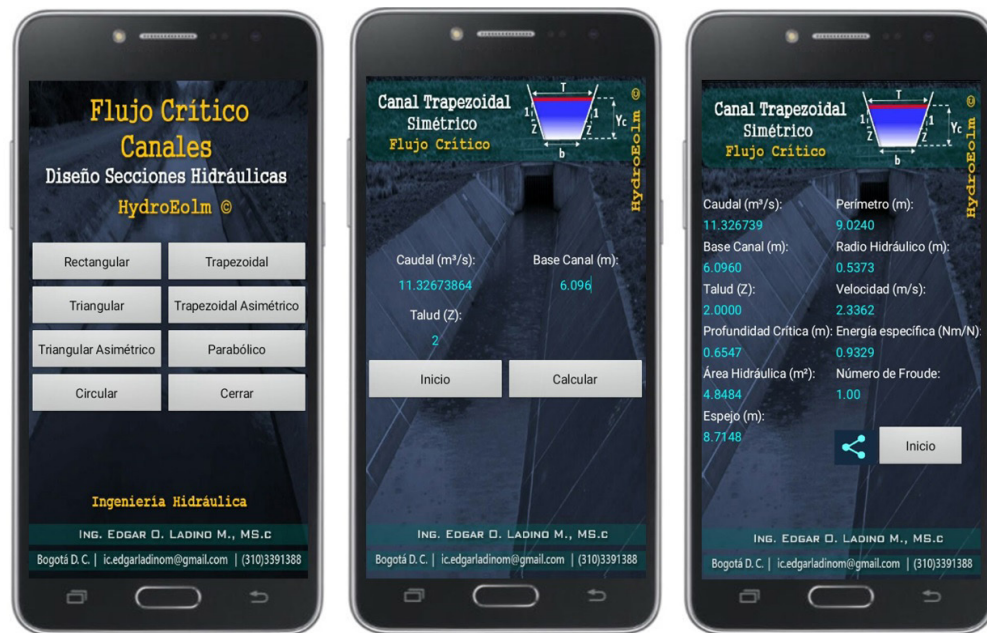 Flujo Crítico
Canales
Diseño Secciones Hidráulicas
HydroEolm ©
Rectangular
Trapezoidal
Triangular
Trapezoidal Asimétrico
Triangular Asimétrico
Parabólico
Circular
Cerrar
Ingeniería Hidráulica
ING. EDGAR O. LADINO M., MS.C
Bogotá D. C. | ic.edgarladinom@gmail.com | (310)3391388
Canal Trapezoidal
Simétrico
Flujo Crítico
T
1
1
Z
Z
Yc
b
HydroEolm ©
Caudal (m³/s):
Base Canal (m):
11.32673864
6.096
Talud (Z):
2
Inicio
Calcular
ING. EDGAR O. LADINO M., MS.C
Bogotá D. C. | ic.edgarladinom@gmail.com | (310)3391388
Canal Trapezoidal
Simétrico
Flujo Crítico
T
1
1
Z
Z
Yc
b
HydroEolm ©
Caudal (m³/s):
Perímetro (m):
11.326739
9.0240
Base Canal (m):
Radio Hidráulico (m):
6.0960
0.5373
Talud (Z):
Velocidad (m/s):
2.0000
2.3362
Profundidad Crítica (m):
Energía específica (Nm/N):
0.6547
0.9329
Área Hidráulica (m²):
Número de Froude:
4.8484
1.00
Espejo (m):
8.7148
Inicio
ING. EDGAR O. LADINO M., MS.C
Bogotá D. C. | ic.edgarladinom@gmail.com | (310)3391388